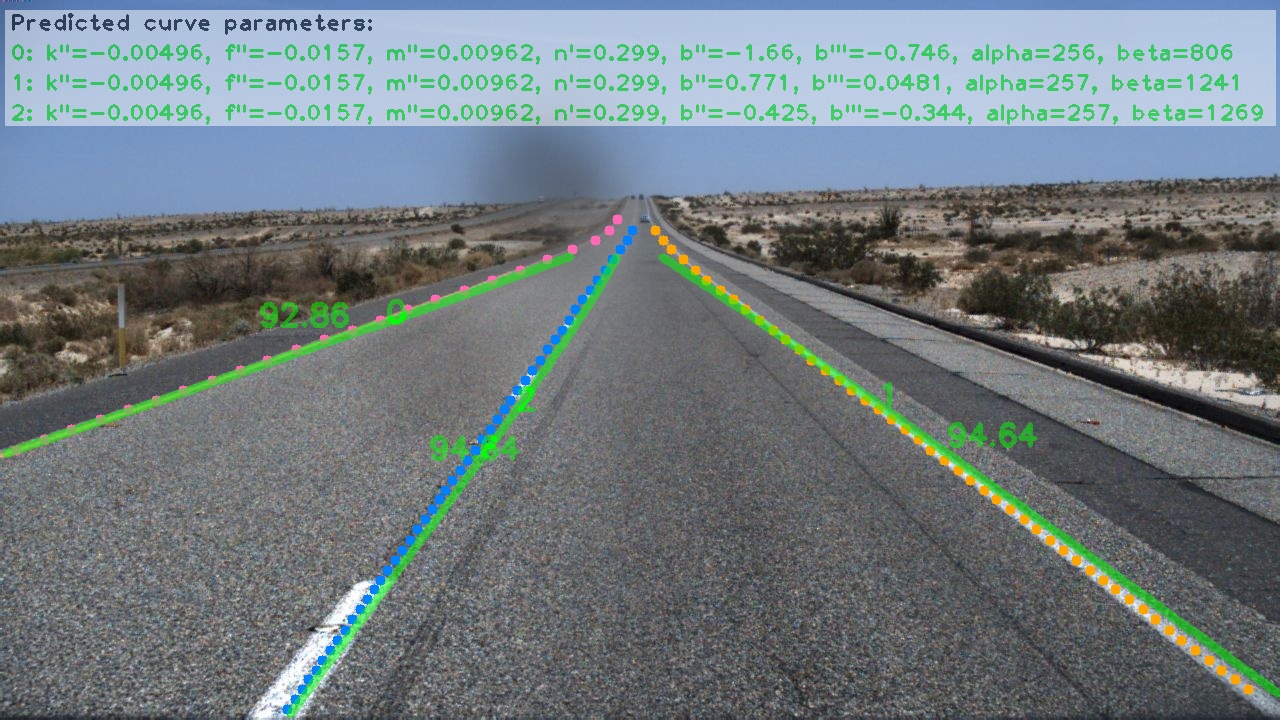 Predicted curve parameters:
0: k''=-0.00496, f''=-0.0157, m''=0.00962, n'=0.299, b''=-1.66, b'''=-0.746, alpha=256, beta=806
1: k''=-0.00496, f''=-0.0157, m''=0.00962, n'=0.299, b''=0.771, b'''=0.0481, alpha=257, beta=1241
2: k''=-0.00496, f''=-0.0157, m''=0.00962, n'=0.299, b''=-0.425, b'''=-0.344, alpha=257, beta=1269
92.86 0
1
94.64